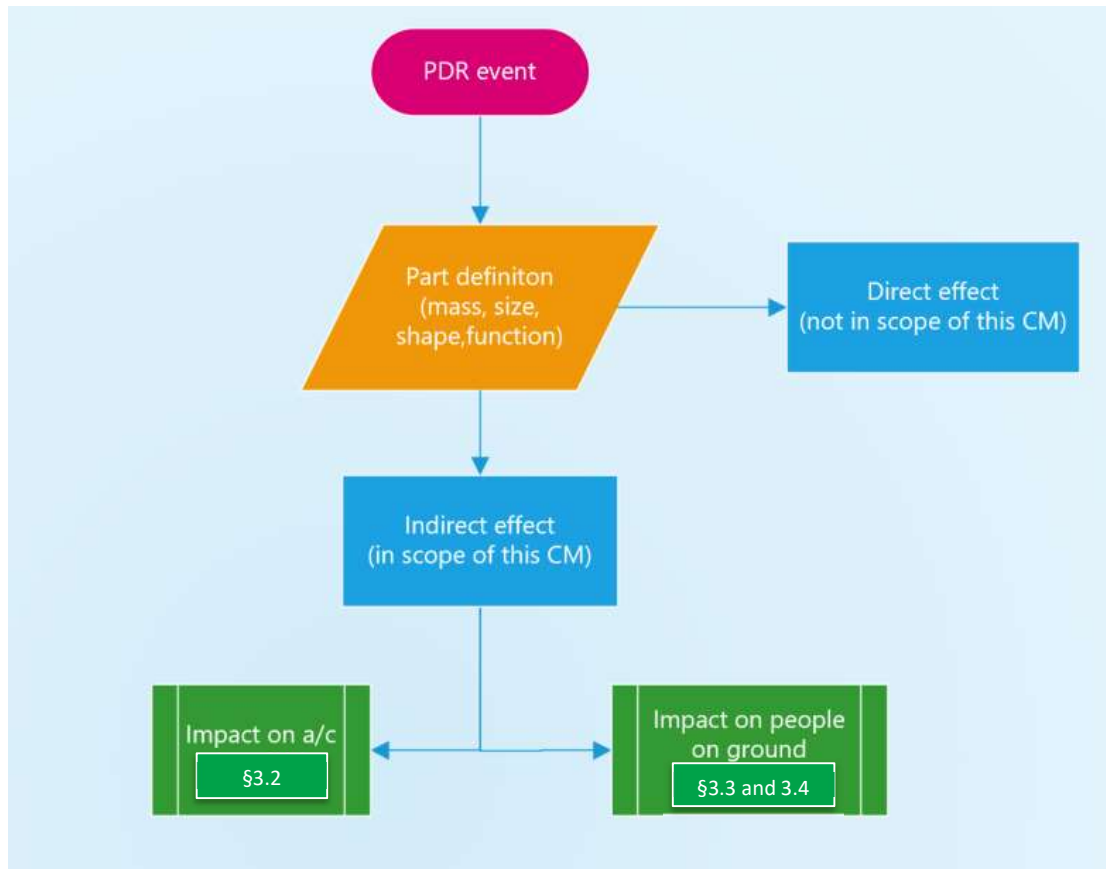 PDR event
Part definiton
(mass, size,
shape,function)
Direct effect
(not in scope of this CM)
Indirect effect
(in scope of this CM)
Impact on a/c
§3.2
Impact on people
on ground
§3.3 and 3.4